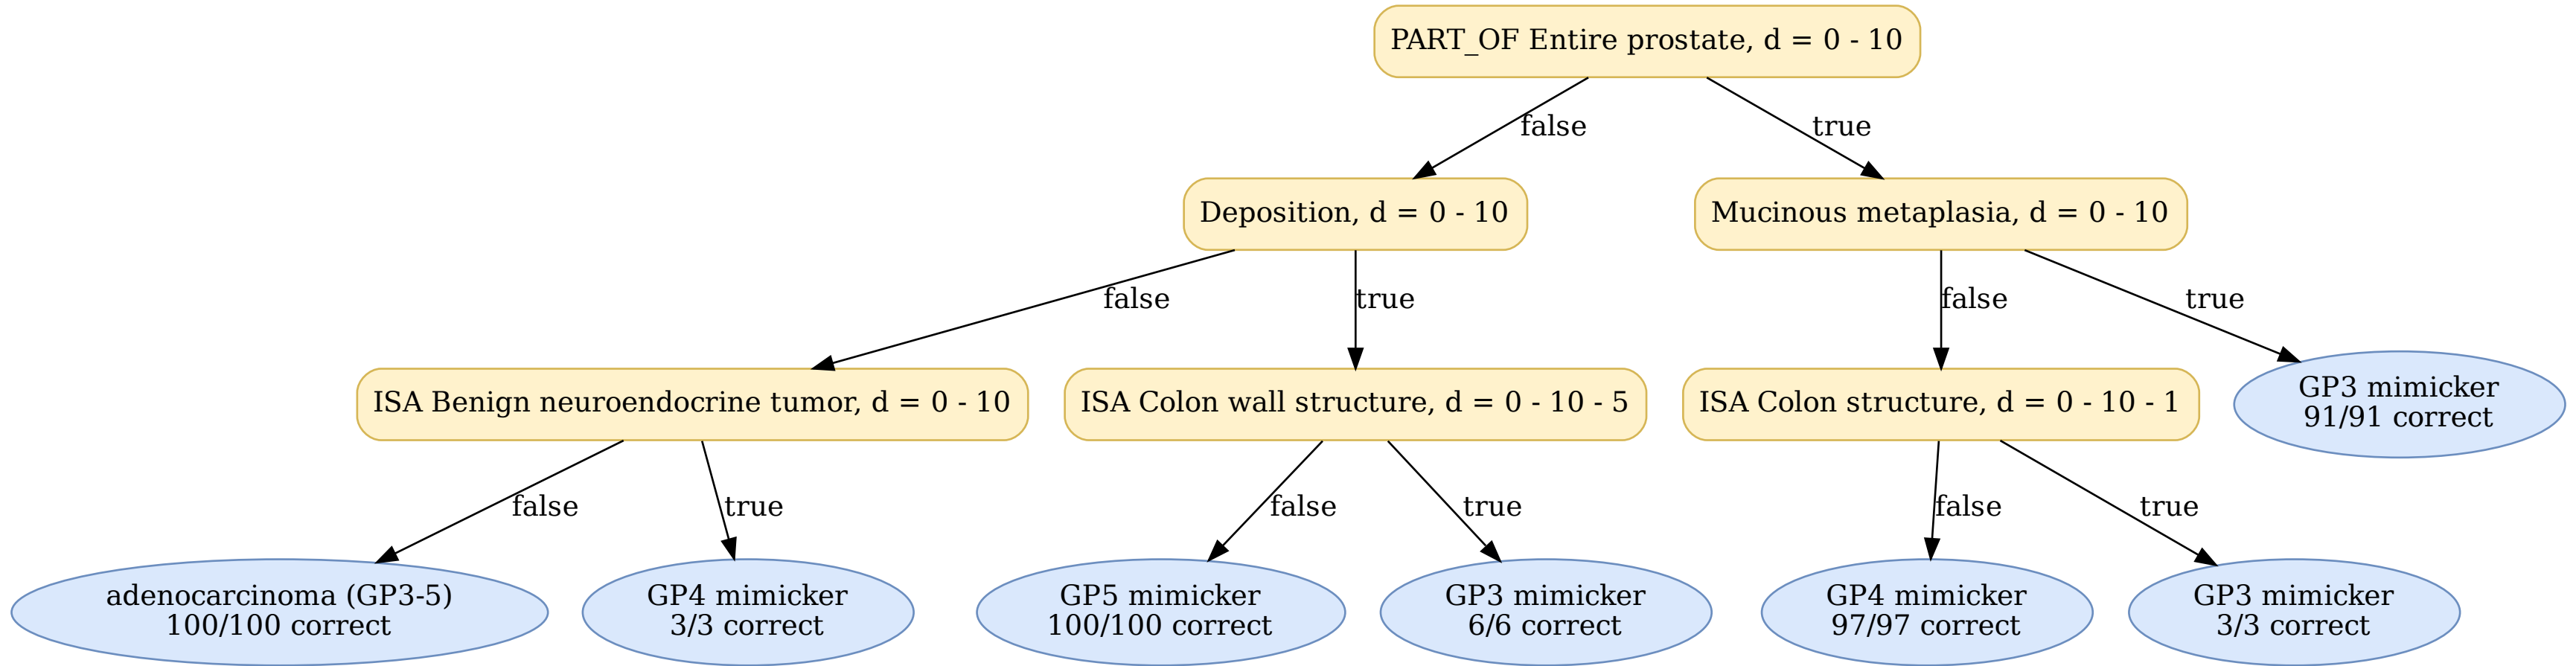 PART_OF Entire prostate, d = 0 - 10
false
true
Deposition, d = 0 - 10
Mucinous metaplasia, d = 0 - 10
false
true
false
true
ISA Benign neuroendocrine tumor, d = 0 - 10
ISA Colon wall structure, d = 0 - 10 - 5
ISA Colon structure, d = 0 - 10 - 1
GP3 mimicker
91/91 correct
false
true
false
true
false
true
adenocarcinoma (GP3-5)
100/100 correct
GP4 mimicker
3/3 correct
GP5 mimicker
100/100 correct
GP3 mimicker
6/6 correct
GP4 mimicker
97/97 correct
GP3 mimicker
3/3 correct